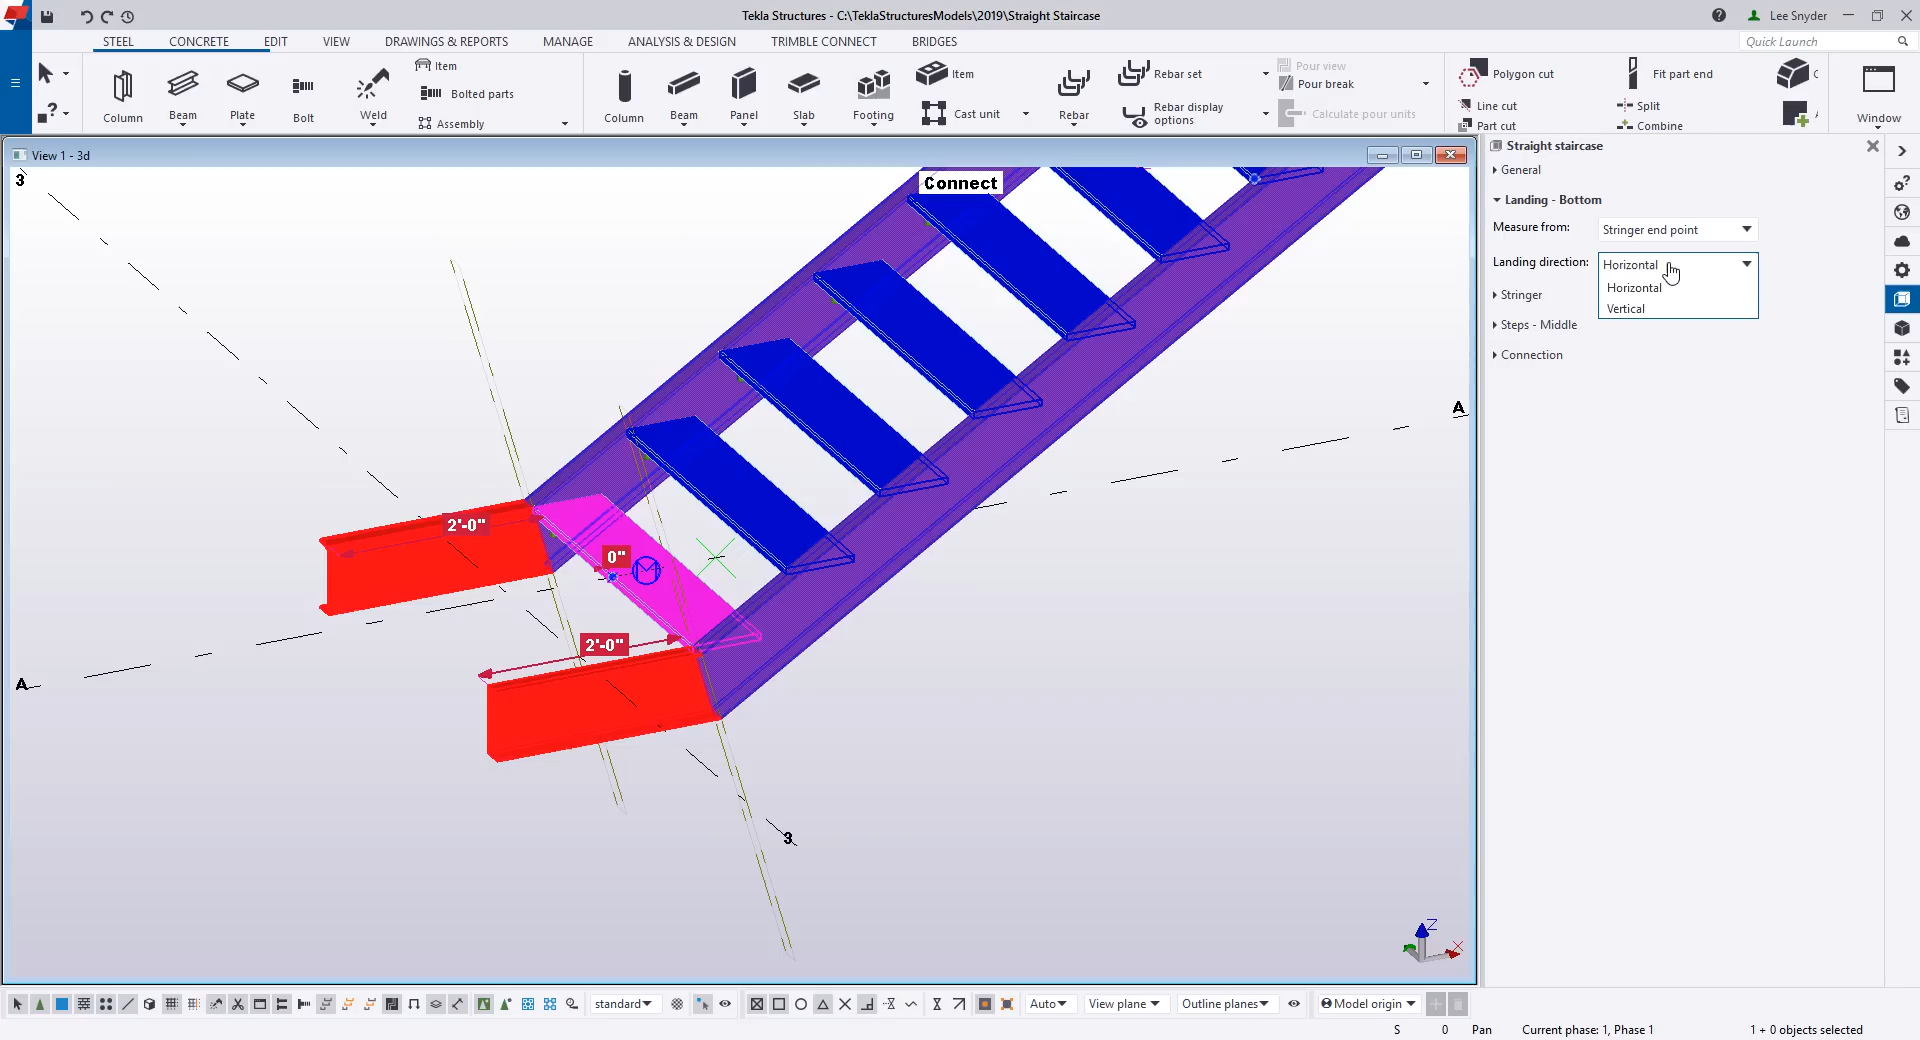 Tekla Structures - C:\TeklaStructuresModels\2019\Straight Staircase
Lee Snyder
STEEL CONCRETE EDIT VIEW DRAWINGS & REPORTS MANAGE ANALYSIS & DESIGN TRIMBLE CONNECT BRIDGES
Quick Launch
Column
Beam
Plate
Bolt
Weld
Item
Bolted parts
Assembly
Column
Beam
Panel
Slab
Footing
Item
Cast unit
Rebar
Rebar set
Rebar display
options
Pour view
Pour break
Calculate pour units
Polygon cut
Line cut
Part cut
Fit part end
Split
Combine
Window
View 1 - 3d
3
Connect
A
2'-0"
0"
2'-0"
A
3
Z
X
Straight staircase
General
Landing - Bottom
Measure from: Stringer end point
Landing direction: Horizontal
Horizontal
Vertical
Stringer
Steps - Middle
Connection
standard
Auto
View plane
Outline planes
Model origin
S 0 Pan Current phase: 1, Phase 1 1 + 0 objects selected